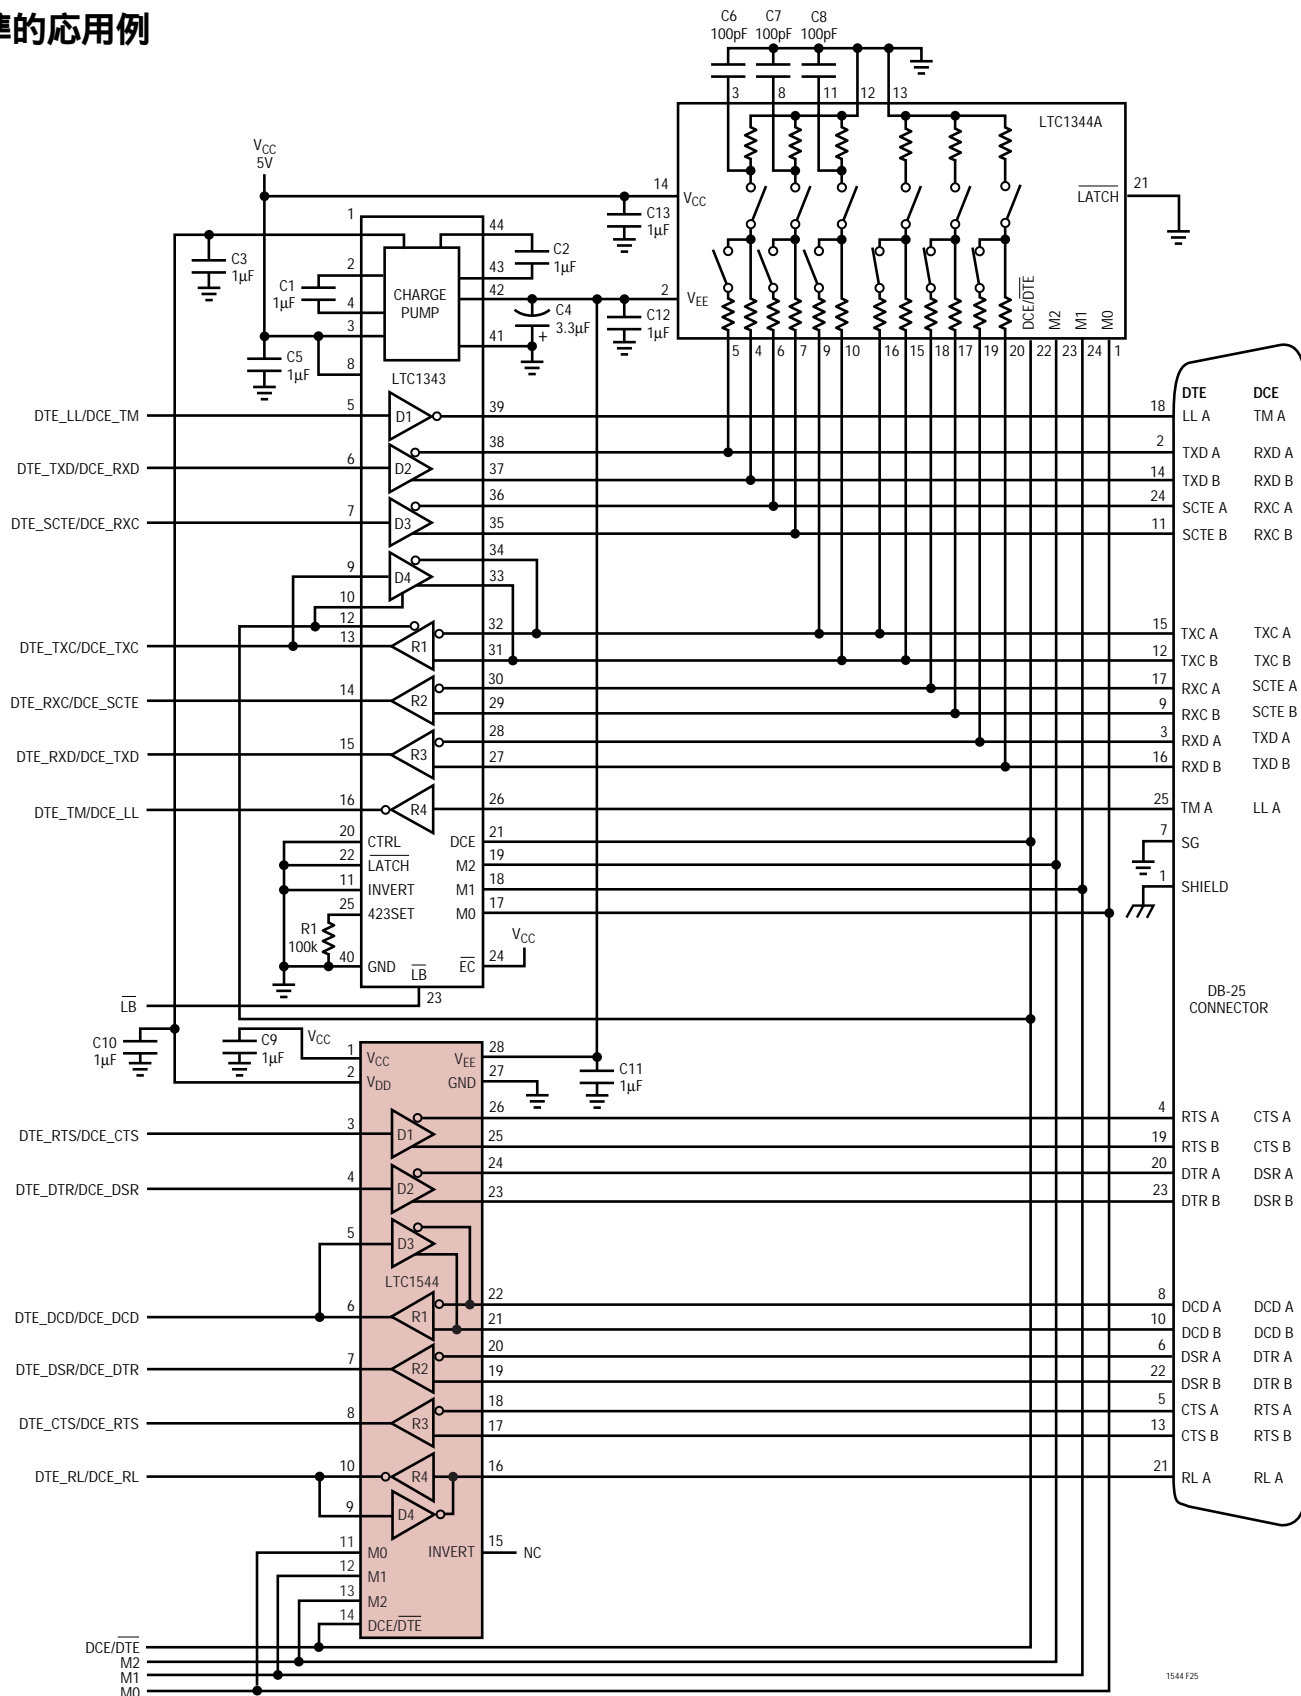 準的応用例
C6
100pF
C7
100pF
C8
100pF
3
8
11
12
13
LTC1344A
VCC
5V
14
VCC
LATCH
21
C13
1µF
1
44
C3
1µF
2
C2
1µF
43
C1
1µF
CHARGE
PUMP
42
2
VEE
4
C4
3.3µF
+
C12
1µF
3
41
C5
1µF
8
LTC1343
DCE/DTE
M2
M1
M0
5
4
6
7
9
10
16
15
18
17
19
20
22
23
24
1
DTE
DCE
DTE_LL/DCE_TM
5
D1
39
18
LL A
TM A
38
2
TXD A
RXD A
DTE_TXD/DCE_RXD
6
D2
37
14
TXD B
RXD B
36
24
SCTE A
RXC A
DTE_SCTE/DCE_RXC
7
D3
35
11
SCTE B
RXC B
34
9
D4
33
10
12
32
15
TXC A
TXC A
DTE_TXC/DCE_TXC
13
R1
31
12
TXC B
TXC B
30
17
RXC A
SCTE A
DTE_RXC/DCE_SCTE
14
R2
29
9
RXC B
SCTE B
28
3
RXD A
TXD A
DTE_RXD/DCE_TXD
15
R3
27
16
RXD B
TXD B
DTE_TM/DCE_LL
16
R4
26
25
TM A
LL A
20
CTRL
DCE
21
7
SG
22
LATCH
M2
19
11
INVERT
M1
18
1
SHIELD
25
423SET
M0
17
R1
100k
40
GND
LB
EC
24
VCC
23
LB
DB-25
CONNECTOR
C10
1µF
C9
1µF
VCC
1
VCC
VEE
28
2
VDD
GND
27
C11
1µF
26
4
RTS A
CTS A
DTE_RTS/DCE_CTS
3
D1
25
19
RTS B
CTS B
24
20
DTR A
DSR A
DTE_DTR/DCE_DSR
4
D2
23
23
DTR B
DSR B
5
D3
LTC1544
22
8
DCD A
DCD A
DTE_DCD/DCE_DCD
6
R1
21
10
DCD B
DCD B
20
6
DSR A
DTR A
DTE_DSR/DCE_DTR
7
R2
19
22
DSR B
DTR B
18
5
CTS A
RTS A
DTE_CTS/DCE_RTS
8
R3
17
13
CTS B
RTS B
DTE_RL/DCE_RL
10
R4
16
21
RL A
RL A
9
D4
11
M0
INVERT
15
NC
12
M1
13
M2
14
DCE/DTE
DCE/DTE
M2
M1
M0
1544 F25